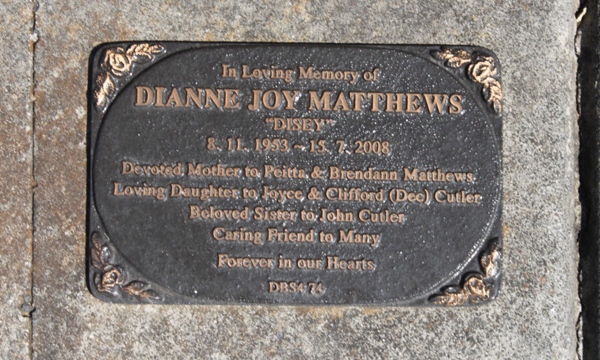 In Loving Memory of
DIANNE JOY MATTHEWS
"DISEY"
8. 11. 1953 ~ 15. 7. 2008
Devoted Mother to Peitta & Brendann Matthews
Loving Daughter to Joyce & Clifford (Dec) Cutler
Beloved Sister to John Cutler
Caring Friend to Many
Forever in our Hearts
DBS4 74